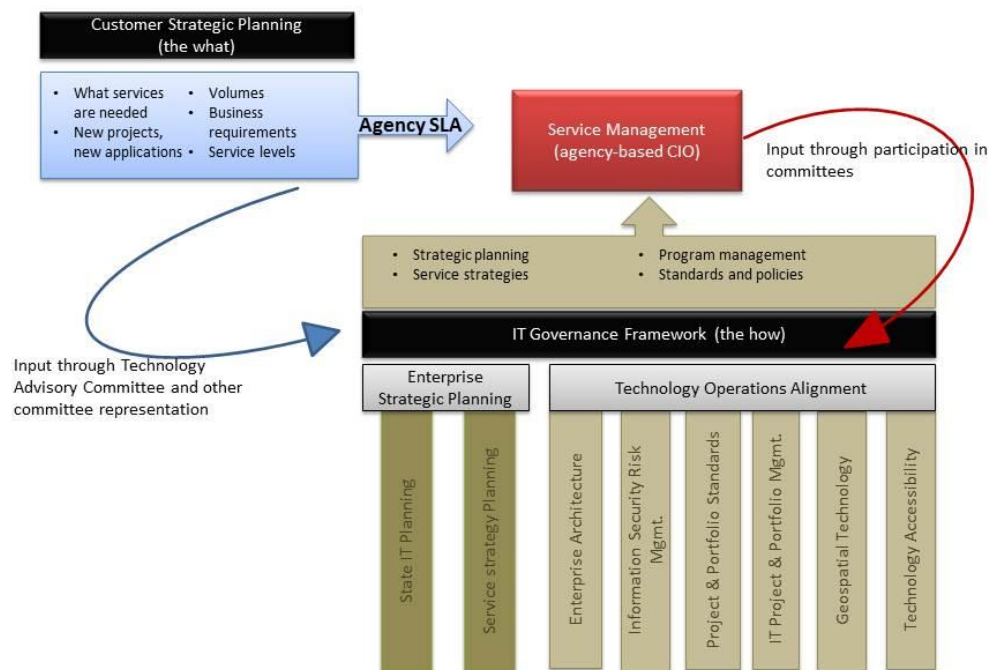 Customer Strategic Planning
(the what)
• What services
are needed
• New projects,
new applications
• Volumes
• Business
requirements
• Service levels
Agency SLA
Service Management
(agency-based CIO)
Input through participation in
committees
• Strategic planning
• Service strategies
• Program management
• Standards and policies
IT Governance Framework (the how)
Input through Technology
Advisory Committee and other
committee representation
Enterprise
Strategic Planning
Technology Operations Alignment
State IT Planning
Service strategy Planning
Enterprise Architecture
Information Security Risk
Mgmt.
Project & Portfolio Standards
IT Project & Portfolio Mgmt.
Geospatial Technology
Technology Accessibility